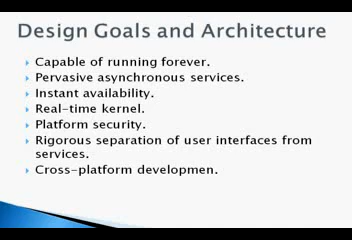 Design Goals and Architecture
Capable of running forever.
Pervasive asynchronous services.
Instant availability.
Real-time kernel.
Platform security.
Rigorous separation of user interfaces from
services.
Cross-platform developmen.